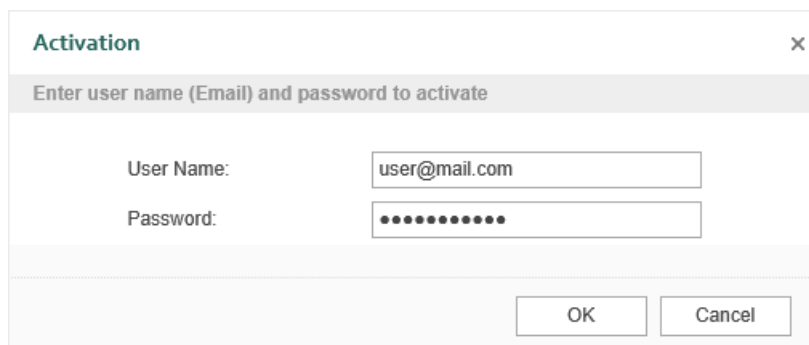 Activation
Enter user name (Email) and password to activate
User Name: user@mail.com
Password: ●●●●●●●●●●●
OK Cancel